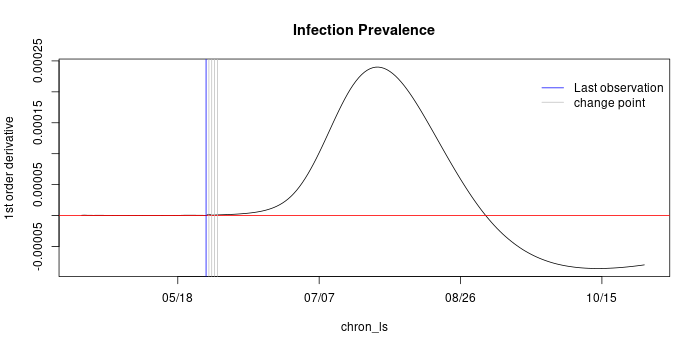 Infection Prevalence
1st order derivative
0.00025
0.00015
0.00005
-0.00005
Last observation
change point
05/18
07/07
08/26
10/15
chron_ls